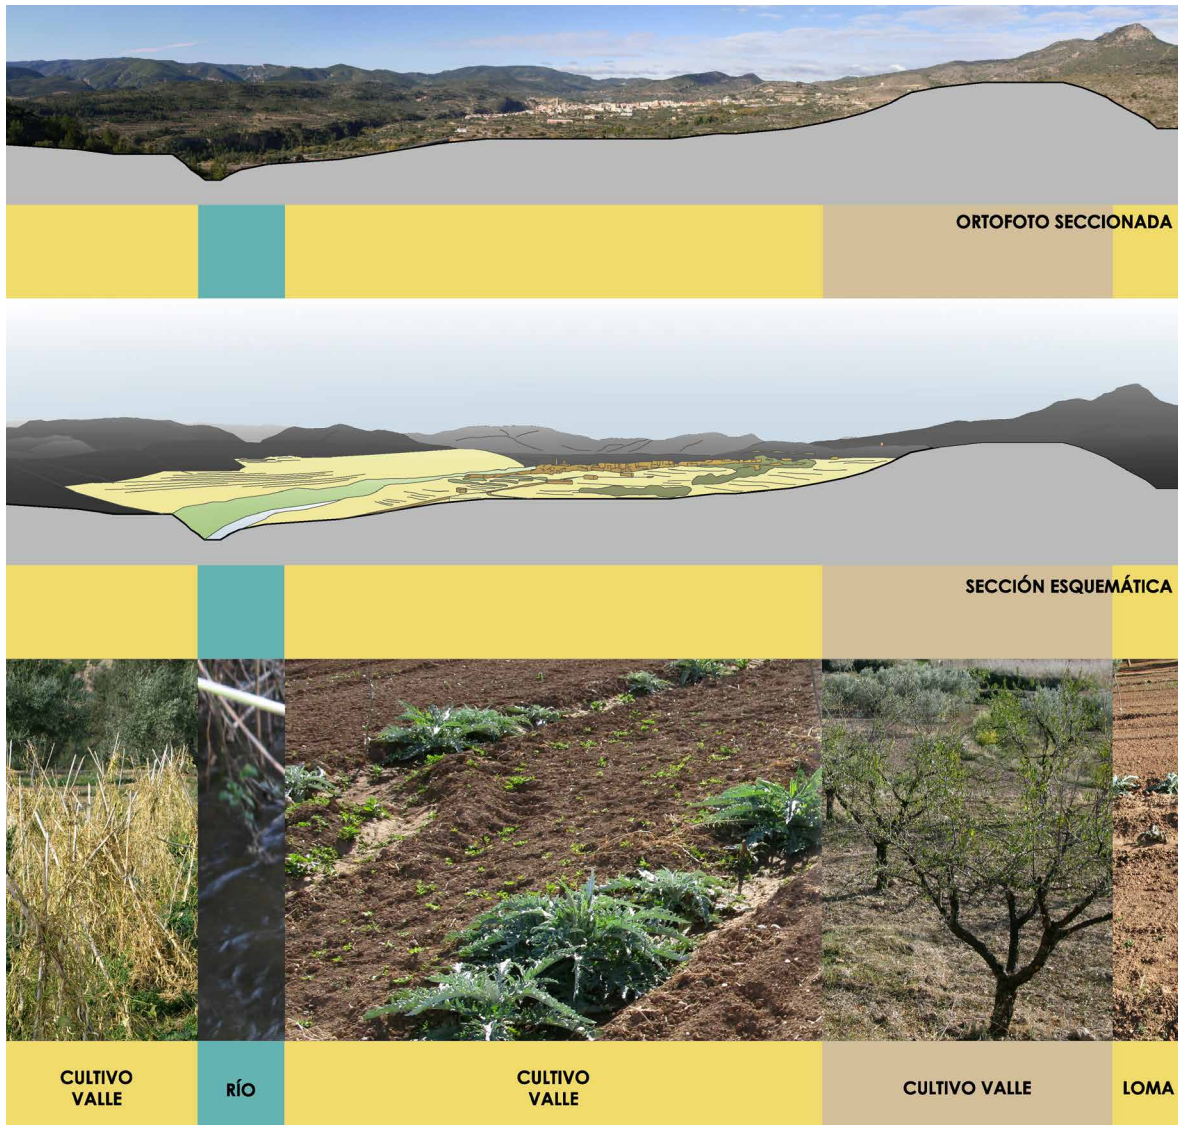 ORTOFOTO SECCIONADA
SECCIÓN ESQUEMÁTICA
CULTIVO
VALLE
RÍO
CULTIVO
VALLE
CULTIVO VALLE
LOMA